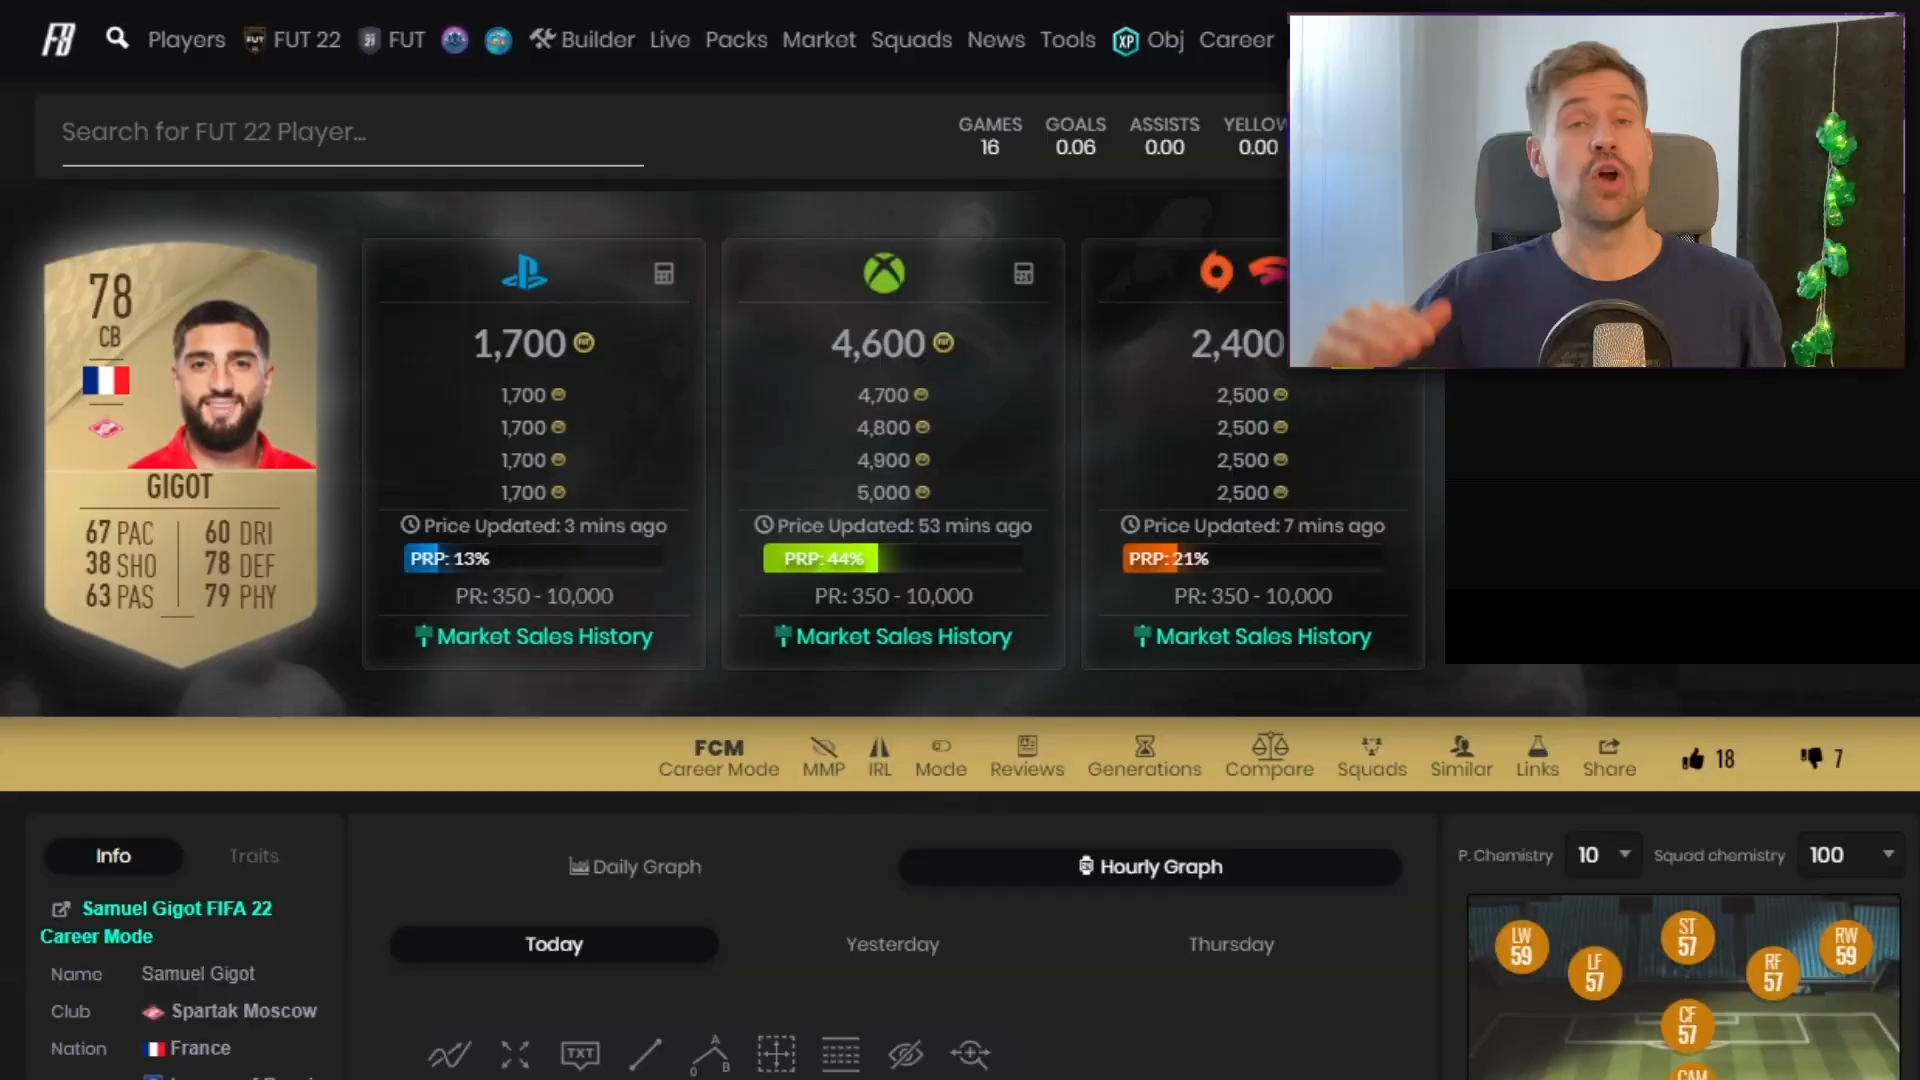 Players
FUT 22
FUT
Builder
Live
Packs
Market
Squads
News
Tools
XP
Obj
Career
Search for FUT 22 Player...
GAMES
16
GOALS
0.06
ASSISTS
0.00
YELLOW
0.00
78
CB
GIGOT
67 PAC
60 DRI
38 SHO
78 DEF
63 PAS
79 PHY
1,700
1,700
1,700
1,700
1,700
Price Updated: 3 mins ago
PRP: 13%
PR: 350 - 10,000
Market Sales History
4,600
4,700
4,800
4,900
5,000
Price Updated: 53 mins ago
PRP: 44%
PR: 350 - 10,000
Market Sales History
2,400
2,500
2,500
2,500
2,500
Price Updated: 7 mins ago
PRP: 21%
PR: 350 - 10,000
Market Sales History
FCM
Career Mode
MMP
IRL
Mode
Reviews
Generations
Compare
Squads
Similar
Links
Share
18
7
Info
Traits
Samuel Gigot FIFA 22
Career Mode
Name Samuel Gigot
Club Spartak Moscow
Nation France
Daily Graph
Hourly Graph
Today
Yesterday
Thursday
TXT
A
0 B
P. Chemistry 10
Squad chemistry 100
LW
59
LF
57
ST
57
RF
57
RW
59
CF
57
CAM